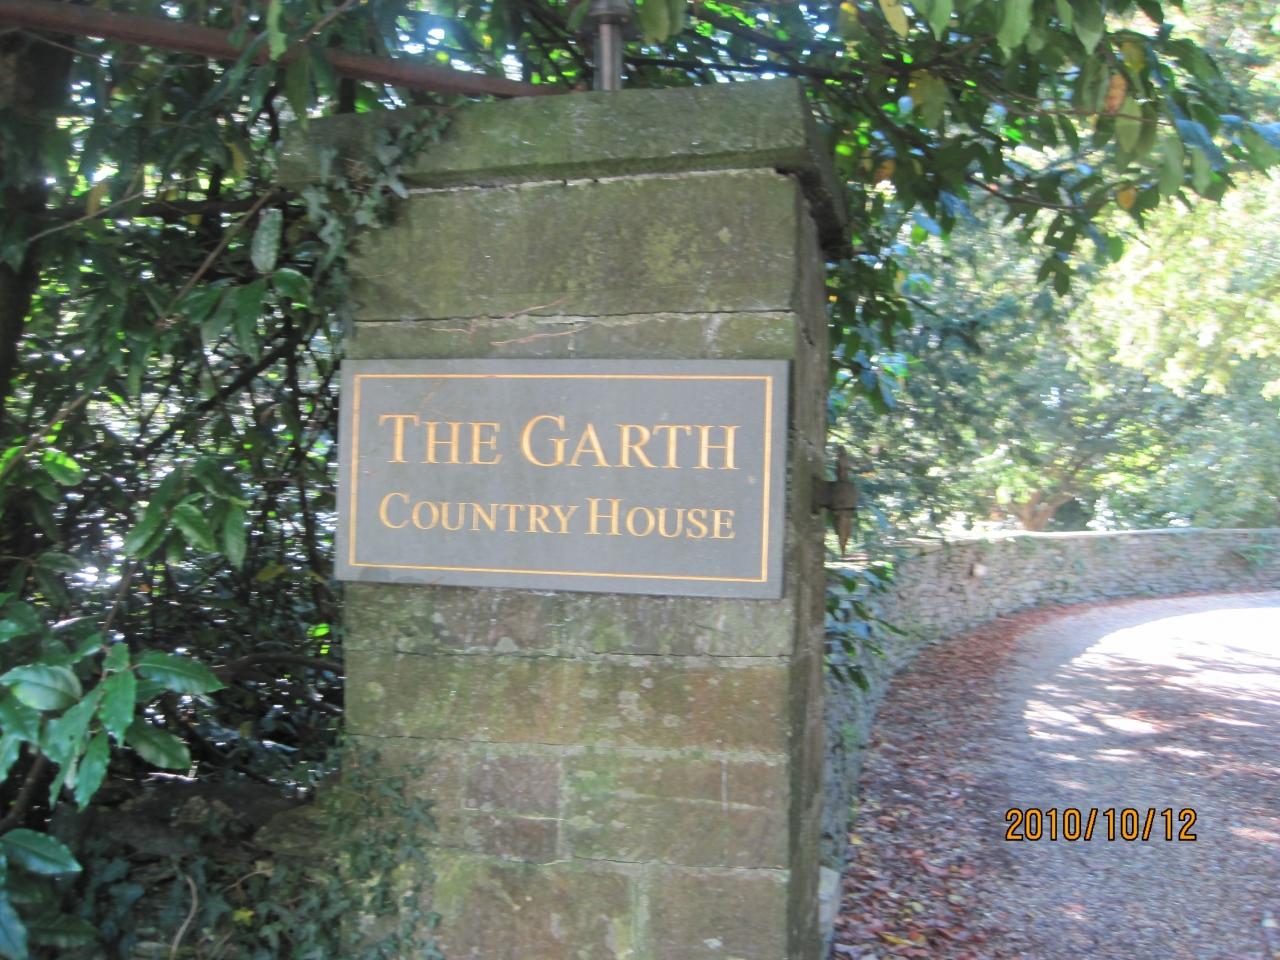 THE GARTH
COUNTRY HOUSE
2010/10/12